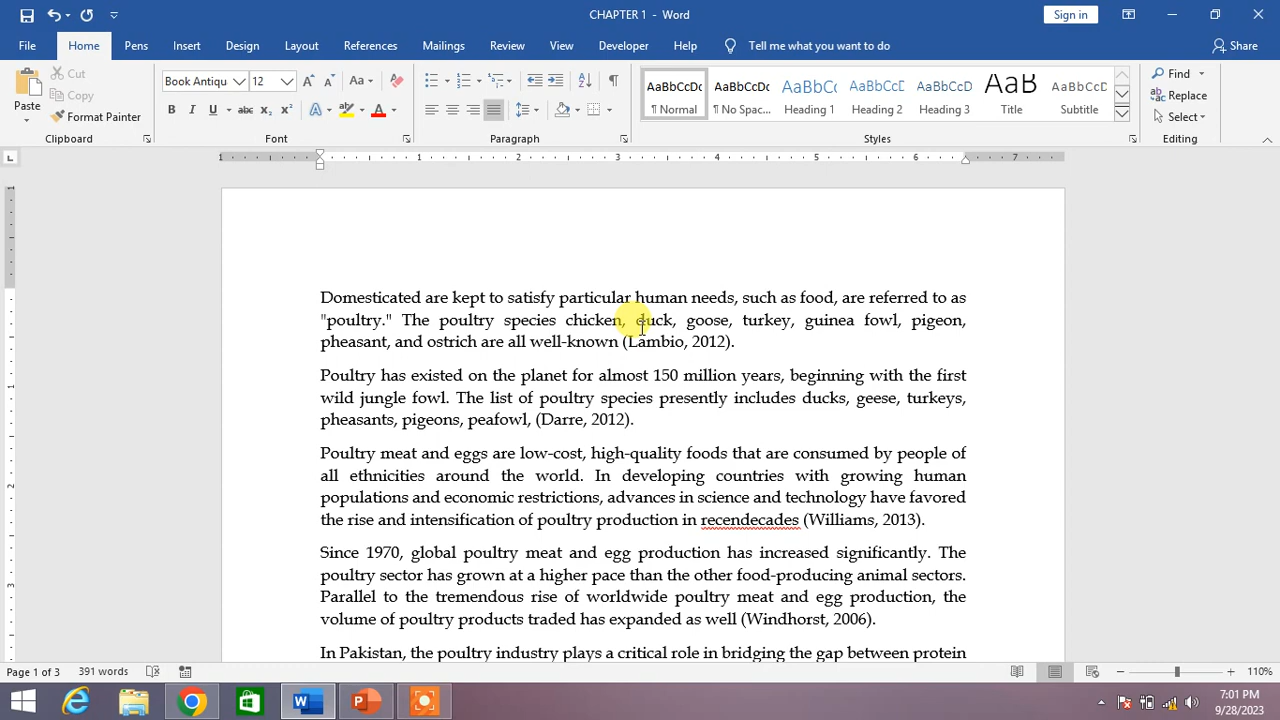 CHAPTER 1 - Word
Sign in
File Home Pens Insert Design Layout References Mailings Review View Developer Help Tell me what you want to do Share
Paste
Cut
Copy
Format Painter
Clipboard
Book Antiqu 12
Font
Paragraph
AaBbCcDc AaBbCcDc AaBbCc AaBbCcD AaBbCcD AaB AaBbCcD
¶ Normal ¶ No Spac... Heading 1 Heading 2 Heading 3 Title Subtitle
Styles
Find
Replace
Select
Editing
1 1 2 3 4 5 6 7
Domesticated are kept to satisfy particular human needs, such as food, are referred to as
"poultry." The poultry species chicken, duck, goose, turkey, guinea fowl, pigeon,
pheasant, and ostrich are all well-known (Lambio, 2012).
Poultry has existed on the planet for almost 150 million years, beginning with the first
wild jungle fowl. The list of poultry species presently includes ducks, geese, turkeys,
pheasants, pigeons, peafowl, (Darre, 2012).
Poultry meat and eggs are low-cost, high-quality foods that are consumed by people of
all ethnicities around the world. In developing countries with growing human
populations and economic restrictions, advances in science and technology have favored
the rise and intensification of poultry production in recendecades (Williams, 2013).
Since 1970, global poultry meat and egg production has increased significantly. The
poultry sector has grown at a higher pace than the other food-producing animal sectors.
Parallel to the tremendous rise of worldwide poultry meat and egg production, the
volume of poultry products traded has expanded as well (Windhorst, 2006).
In Pakistan, the poultry industry plays a critical role in bridging the gap between protein
Page 1 of 3 391 words 110%
7:01 PM
9/28/2023